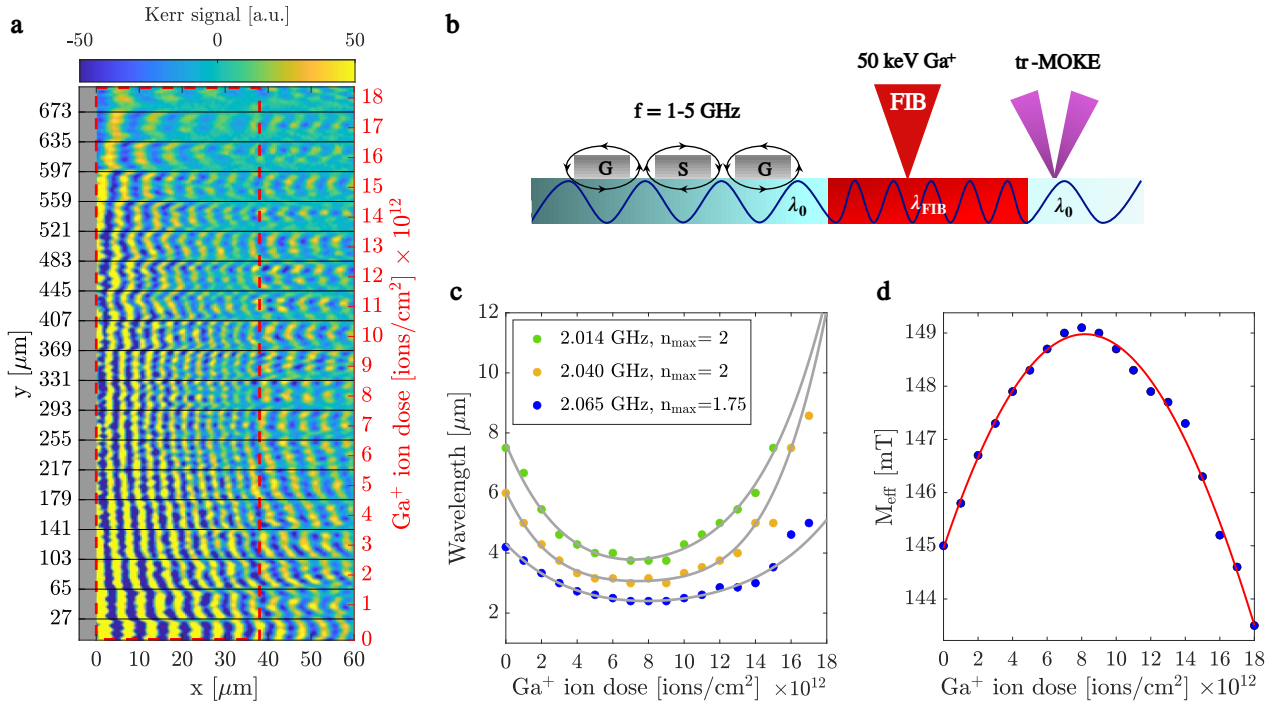 a
Kerr signal [a.u.]
-50 0 50
673
635
597
559
521
483
445
407
369
331
293
255
217
179
141
103
65
27
y [μm]
0 10 20 30 40 50 60
x [μm]
18
17
16
15
14
13
12
11
10
9
8
7
6
5
4
3
2
1
0
Ga⁺ ion dose [ions/cm²] × 10¹²
b
50 keV Ga⁺
tr-MOKE
FIB
f = 1-5 GHz
G S G
λ₀ λFIB λ₀
c
12
10
8
6
4
2
Wavelength [μm]
2.014 GHz, nmax= 2
2.040 GHz, nmax= 2
2.065 GHz, nmax=1.75
0 2 4 6 8 10 12 14 16 18
Ga⁺ ion dose [ions/cm²] ×10¹²
d
149
148
147
146
145
144
Meff [mT]
0 2 4 6 8 10 12 14 16 18
Ga⁺ ion dose [ions/cm²] ×10¹²